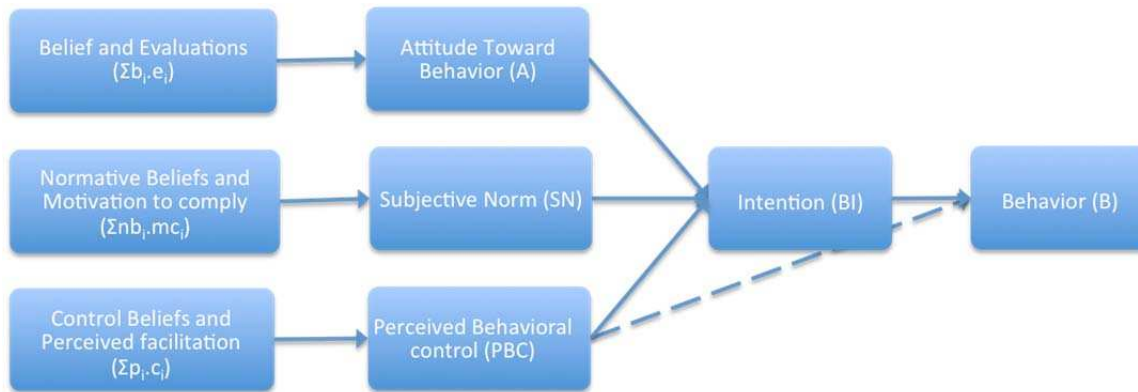 Belief and Evaluations
(Σbᵢ.eᵢ)
Attitude Toward
Behavior (A)
Normative Beliefs and
Motivation to comply
(Σnbᵢ.mcᵢ)
Subjective Norm (SN)
Intention (BI)
Behavior (B)
Control Beliefs and
Perceived facilitation
(Σpᵢ.cᵢ)
Perceived Behavioral
control (PBC)